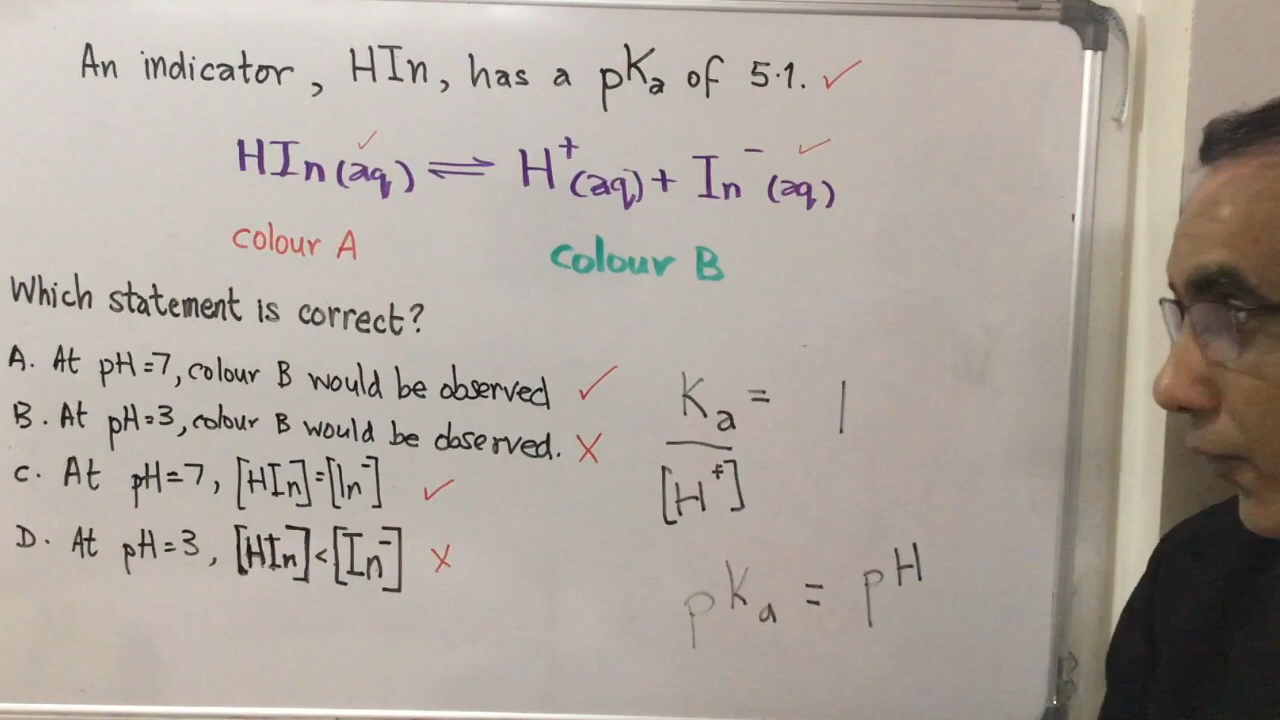 An indicator, HIn, has a pKa of 5·1. ✓
HIn(aq) ⇌ H⁺(aq) + In⁻(aq)
colour A colour B
Which statement is correct?
A. At pH=7, colour B would be observed ✓
B. At pH=3, colour B would be observed. X
C. At pH=7, [HIn]=[In⁻] ✓
D. At pH=3, [HIn]<[In⁻] X
Ka = 1
[H⁺]
pKa = pH